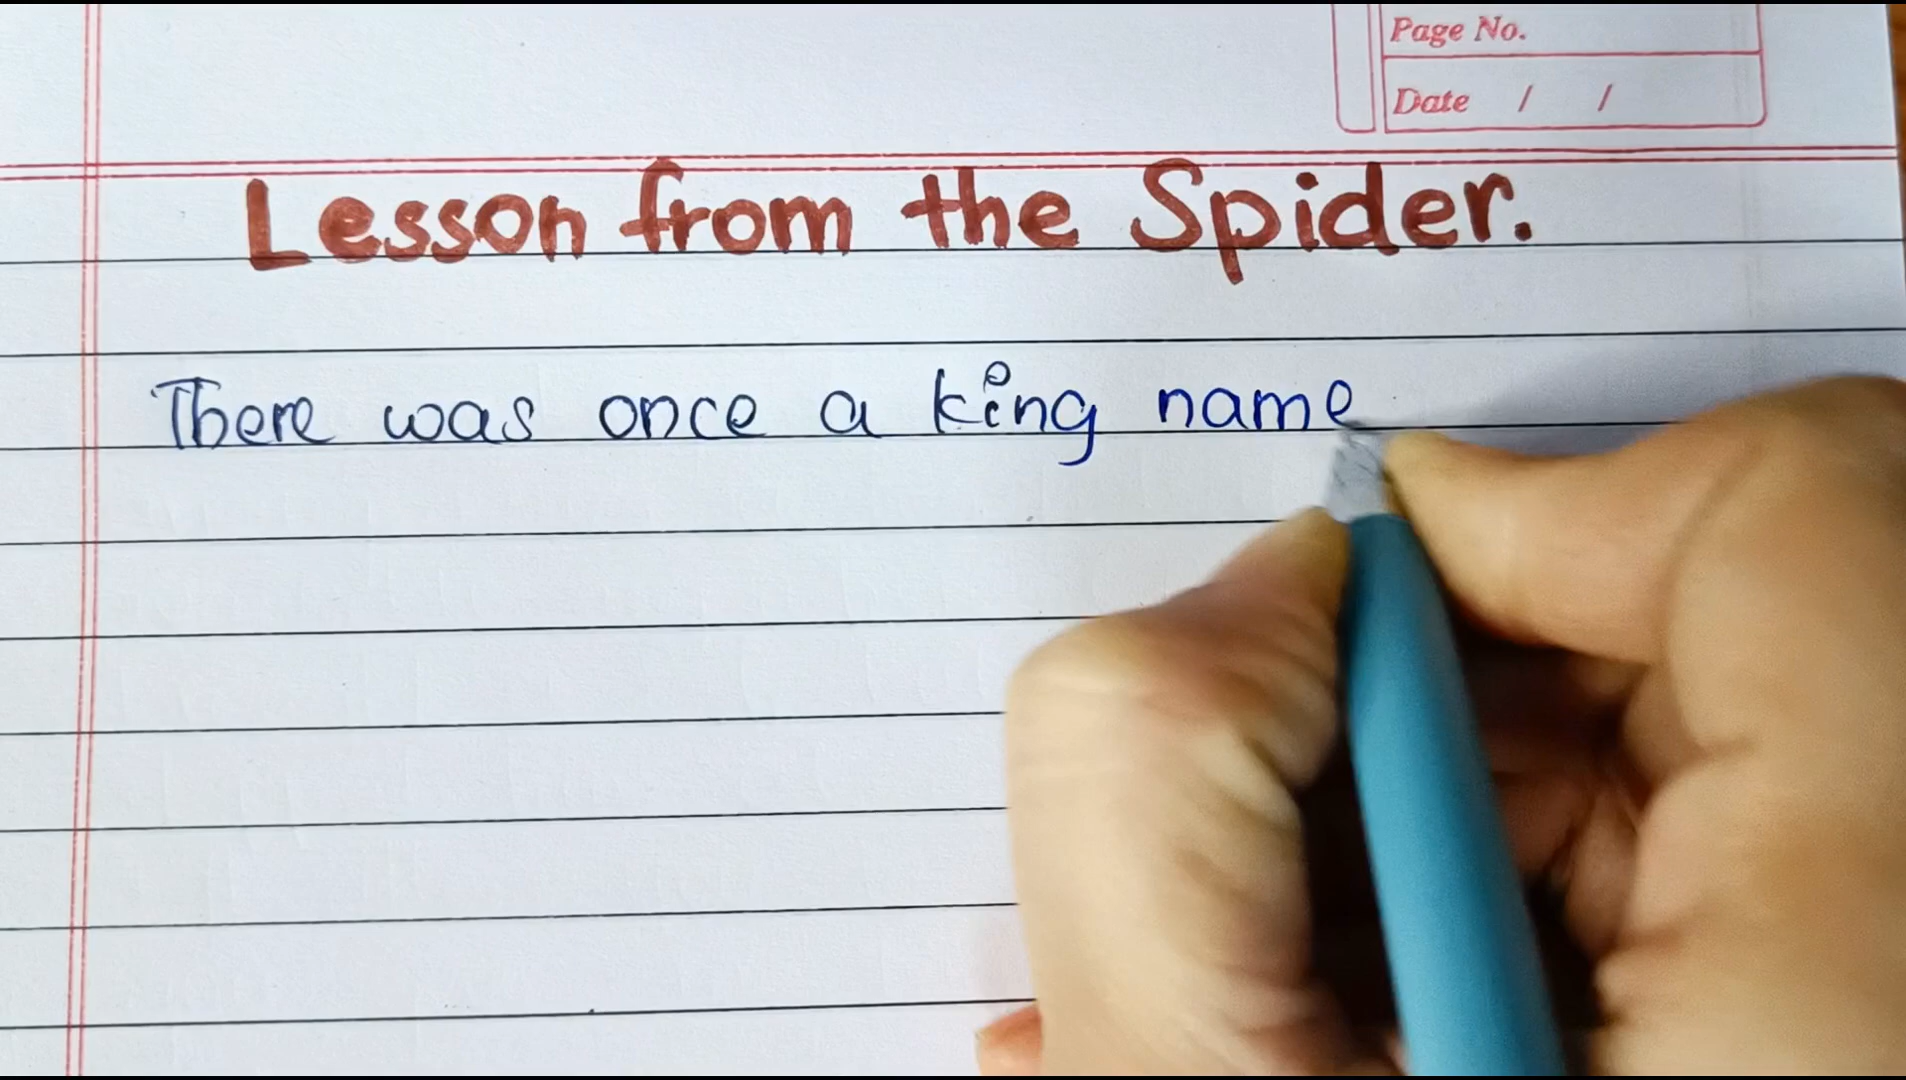 Page No.
Date / /
Lesson from the Spider.
There was once a king name